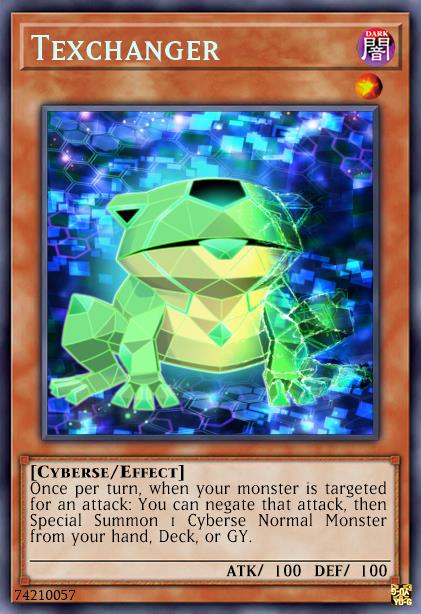 Texchanger
DARK
闇
[Cyberse/Effect]
Once per turn, when your monster is targeted
for an attack: You can negate that attack, then
Special Summon 1 Cyberse Normal Monster
from your hand, Deck, or GY.
ATK/ 100 DEF/ 100
74210057